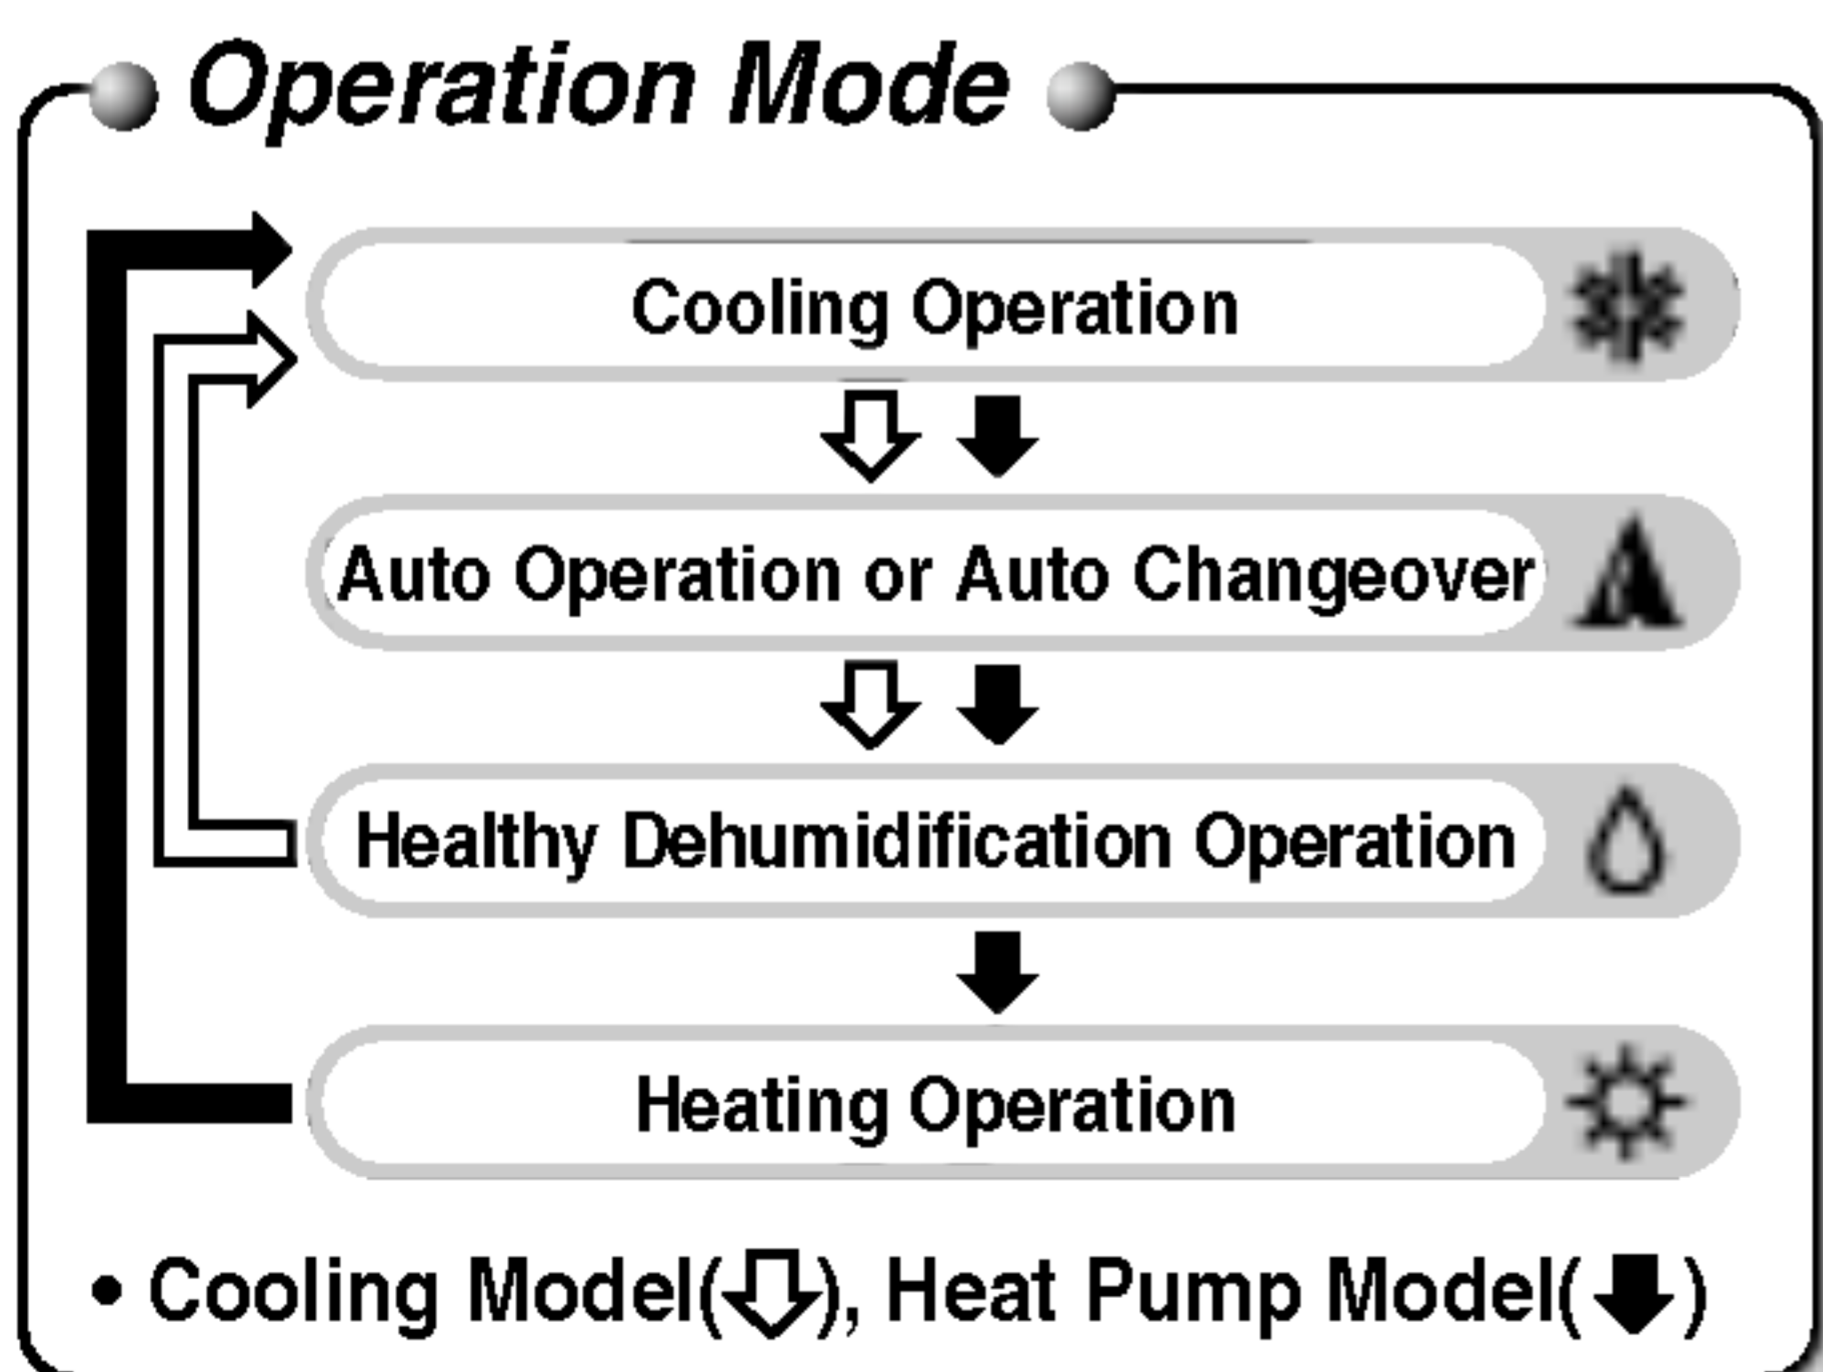 Operation Mode
Cooling Operation
Auto Operation or Auto Changeover
Healthy Dehumidification Operation
Heating Operation
• Cooling Model(⇩), Heat Pump Model(⬇)